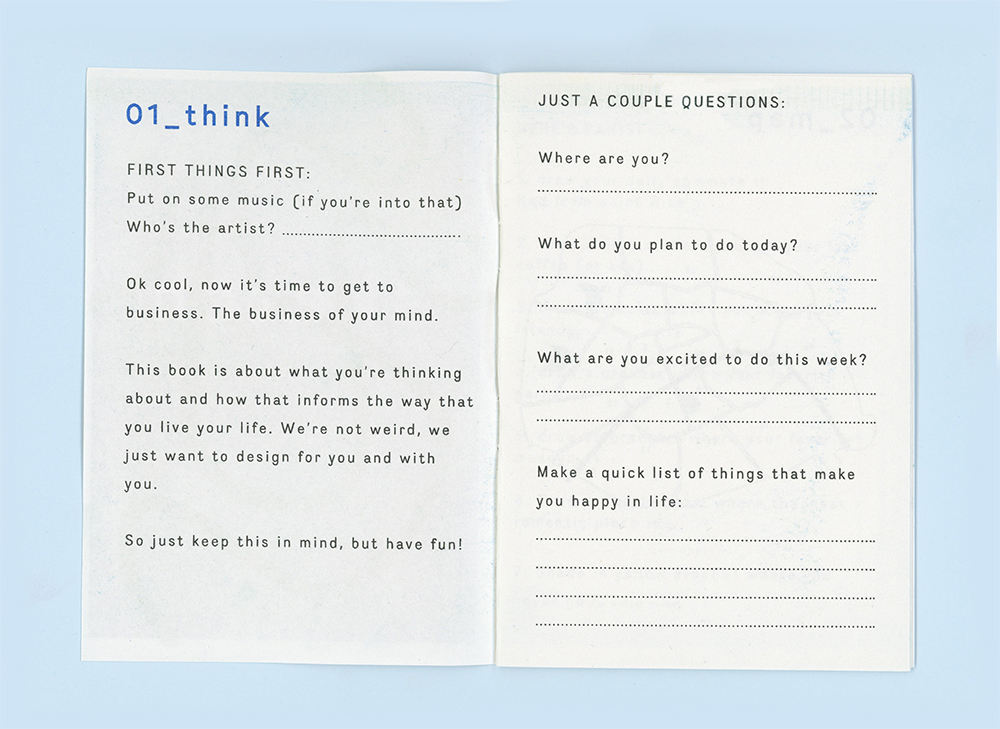 01_think
FIRST THINGS FIRST:
Put on some music (if you're into that)
Who's the artist?
Ok cool, now it's time to get to
business. The business of your mind.
This book is about what you're thinking
about and how that informs the way that
you live your life. We're not weird, we
just want to design for you and with
you.
So just keep this in mind, but have fun!
JUST A COUPLE QUESTIONS:
Where are you?
What do you plan to do today?
What are you excited to do this week?
Make a quick list of things that make
you happy in life: